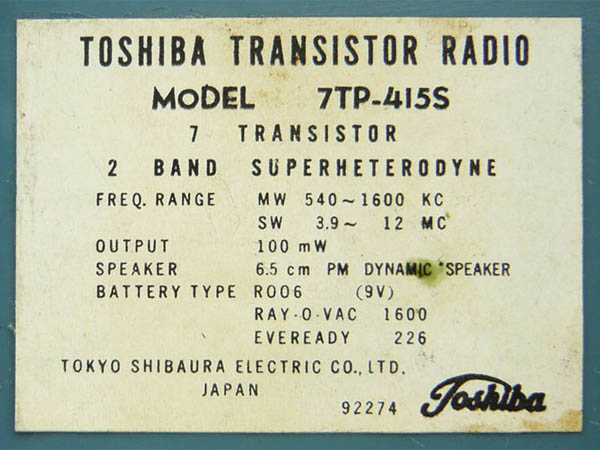 TOSHIBA TRANSISTOR RADIO
MODEL 7TP-415S
7 TRANSISTOR
2 BAND SUPERHETERODYNE
FREQ. RANGE MW 540~1600 KC
SW 3.9~ 12 MC
OUTPUT 100 mW
SPEAKER 6.5 cm PM DYNAMIC SPEAKER
BATTERY TYPE R006 (9V)
RAY-O-VAC 1600
EVEREADY 226
TOKYO SHIBAURA ELECTRIC CO., LTD.
JAPAN
92274 Toshiba